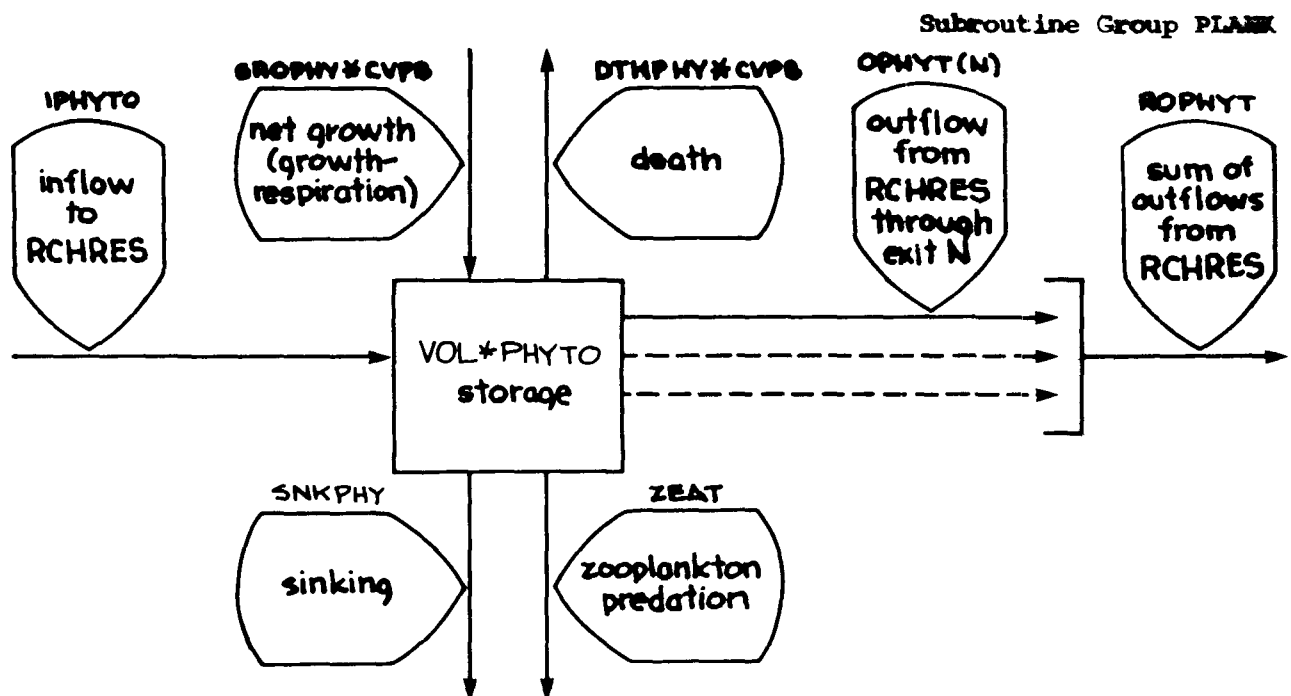 Subroutine Group PLANK
IPHYTO
inflow
to
RCHRES
GROPHY*CVPB
net growth
(growth-
respiration)
DTHPHY*CVPB
death
OPHYT(N)
outflow
from
RCHRES
through
exit N
ROPHYT
sum of
outflows
from
RCHRES
VOL*PHYTO
storage
SNKPHY
sinking
ZEAT
zooplankton
predation